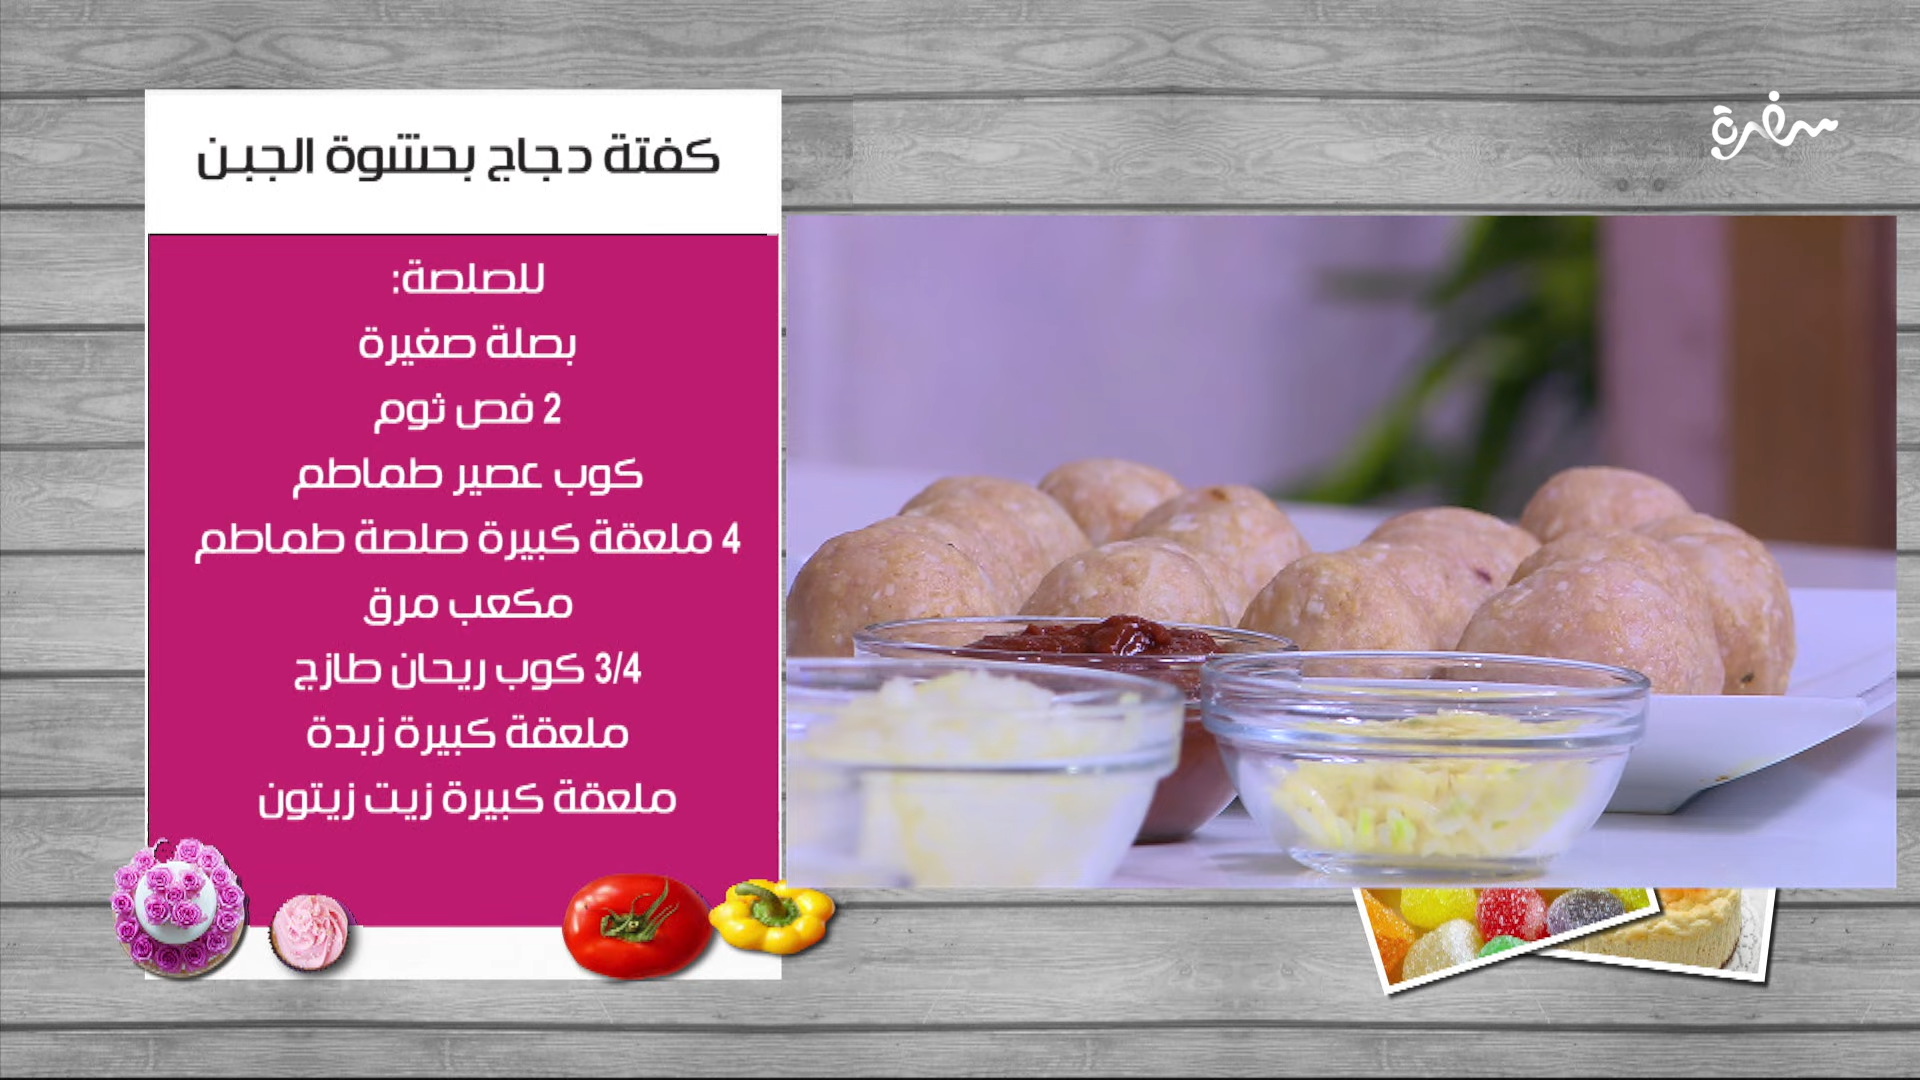 سفرة
كفتة دجاج بحشوة الجبن
للصلصة:
بصلة صغيرة
2 فص ثوم
كوب عصير طماطم
4 ملعقة كبيرة صلصة طماطم
مكعب مرق
3/4 كوب ريحان طازج
ملعقة كبيرة زبدة
ملعقة كبيرة زيت زيتون